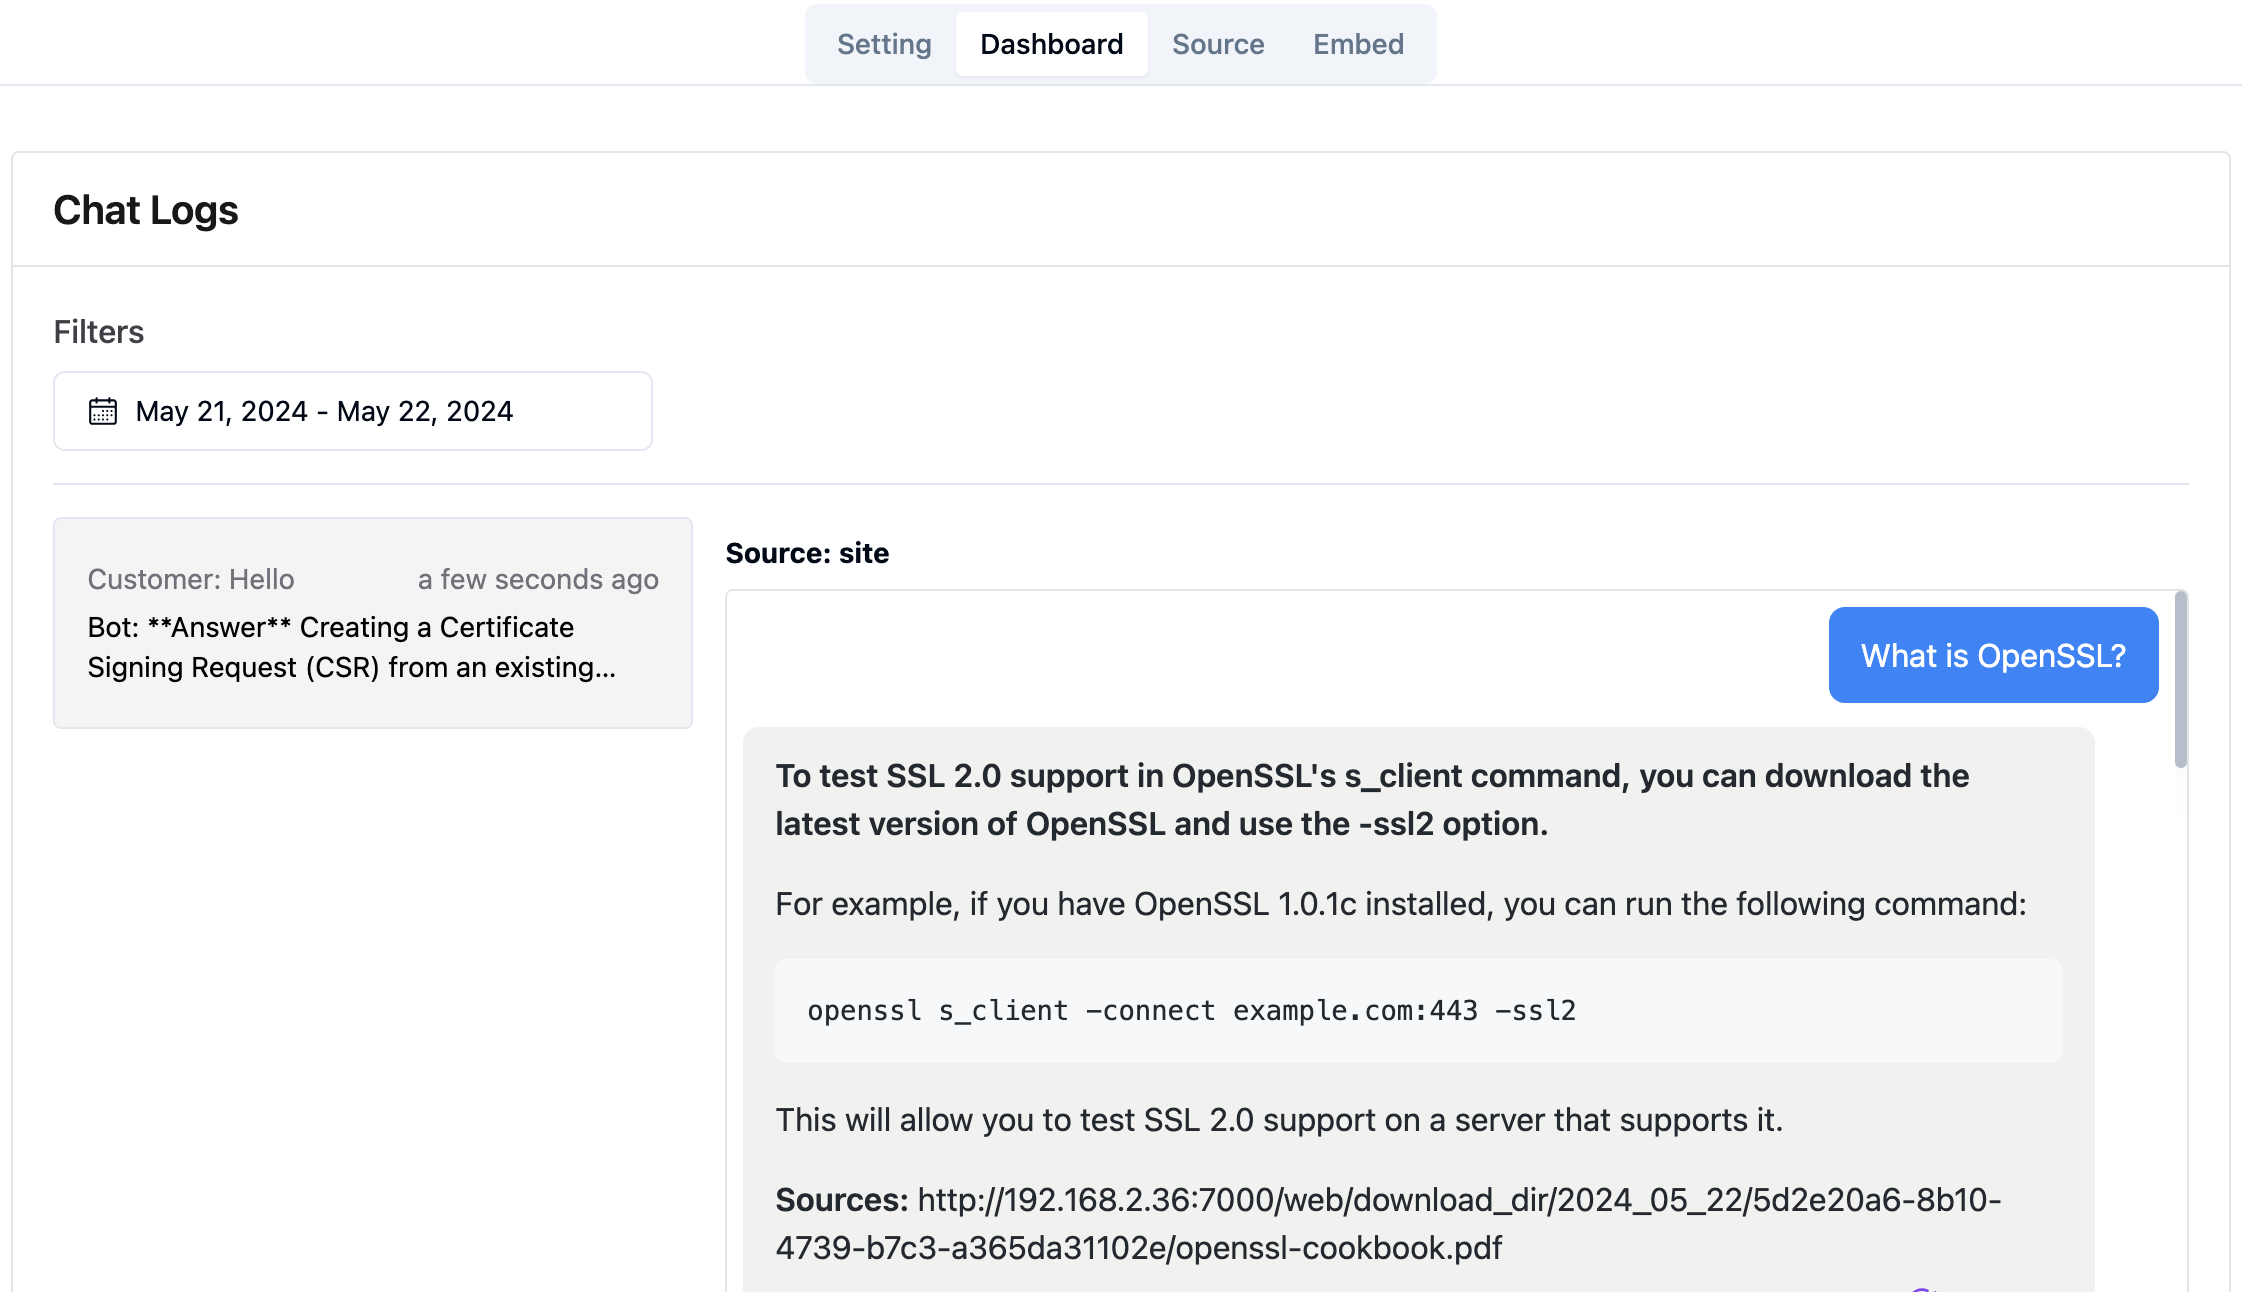 Setting Dashboard Source Embed
Chat Logs
Filters
May 21, 2024 - May 22, 2024
Customer: Hello a few seconds ago
Bot: **Answer** Creating a Certificate
Signing Request (CSR) from an existing...
Source: site
What is OpenSSL?
To test SSL 2.0 support in OpenSSL's s_client command, you can download the
latest version of OpenSSL and use the -ssl2 option.
For example, if you have OpenSSL 1.0.1c installed, you can run the following command:
openssl s_client -connect example.com:443 -ssl2
This will allow you to test SSL 2.0 support on a server that supports it.
Sources: http://192.168.2.36:7000/web/download_dir/2024_05_22/5d2e20a6-8b10-
4739-b7c3-a365da31102e/openssl-cookbook.pdf